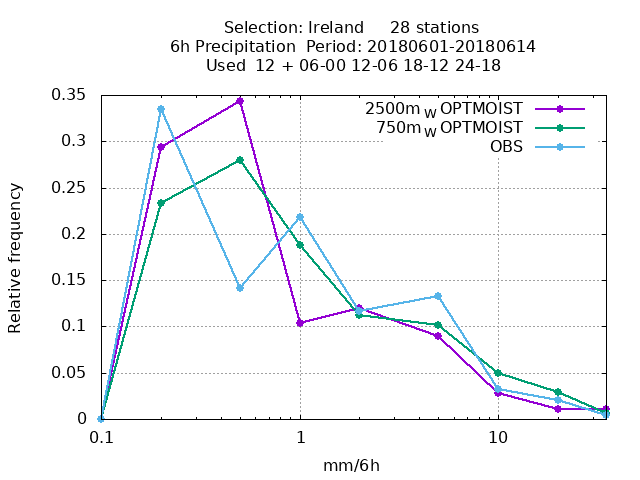 Selection: Ireland 28 stations
6h Precipitation Period: 20180601-20180614
Used 12 + 06-00 12-06 18-12 24-18
2500m W OPTMOIST
750m W OPTMOIST
OBS
0.35
0.3
0.25
0.2
0.15
0.1
0.05
0
Relative frequency
0.1 1 10
mm/6h